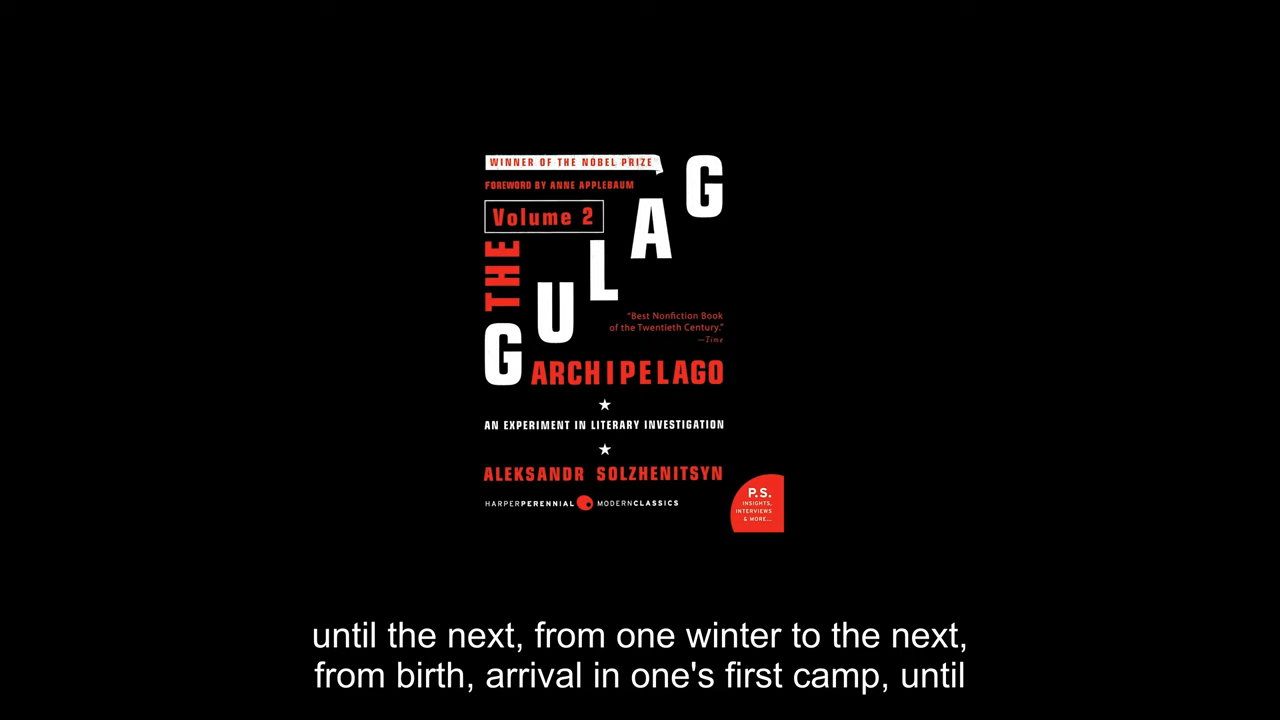 WINNER OF THE NOBEL PRIZE
FOREWORD BY ANNE APPLEBAUM
Volume 2
THE
GULAG
"Best Nonfiction Book
of the Twentieth Century."
—Time
ARCHIPELAGO
AN EXPERIMENT IN LITERARY INVESTIGATION
ALEKSANDR SOLZHENITSYN
HARPERPERENNIAL MODERNCLASSICS
P.S.
INSIGHTS,
INTERVIEWS
& MORE...
until the next, from one winter to the next,
from birth, arrival in one's first camp, until